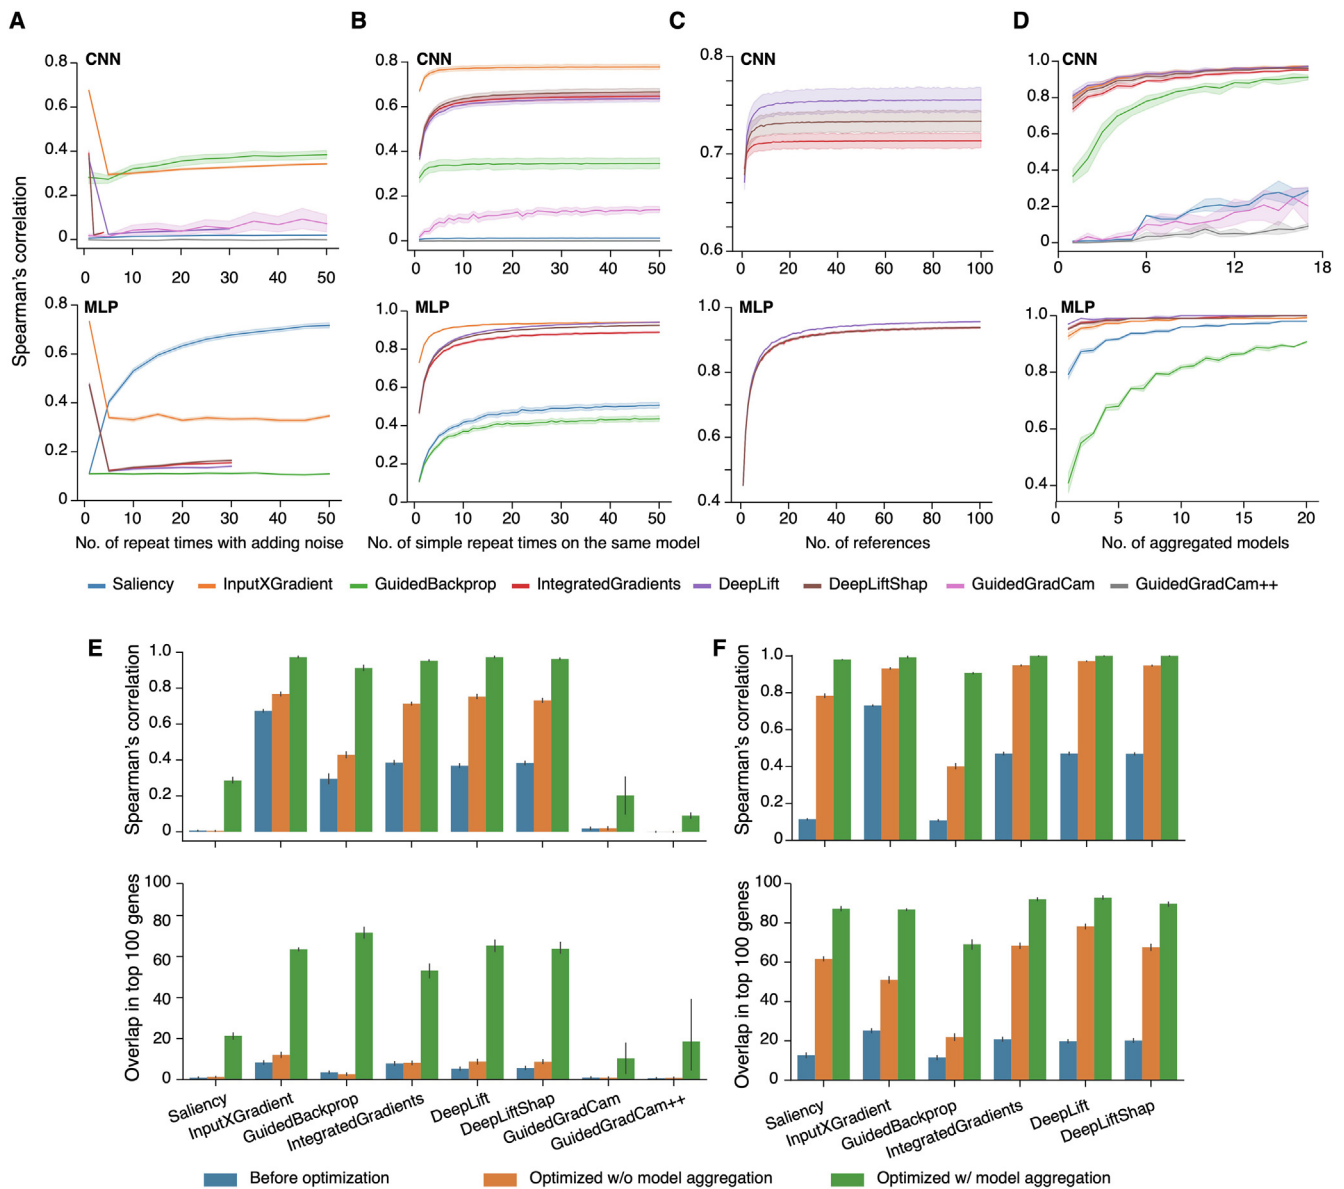 A
B
C
D
Spearman's correlation
CNN
0.8
0.6
0.4
0.2
0
0
10
20
30
40
50
CNN
0.8
0.6
0.4
0.2
0
0
10
20
30
40
50
CNN
0.8
0.7
0.6
0
20
40
60
80
100
CNN
1.0
0.8
0.6
0.4
0.2
0
0
6
12
18
MLP
0.8
0.6
0.4
0.2
0
0
10
20
30
40
50
No. of repeat times with adding noise
MLP
1.0
0.8
0.6
0.4
0.2
0
0
10
20
30
40
50
No. of simple repeat times on the same model
MLP
1.0
0.9
0.8
0.6
0.4
0
20
40
60
80
100
No. of references
MLP
1.0
0.8
0.6
0.4
0
5
10
15
20
No. of aggregated models
Saliency
InputXGradient
GuidedBackprop
IntegratedGradients
DeepLift
DeepLiftShap
GuidedGradCam
GuidedGradCam++
E
Spearman's correlation
1.0
0.8
0.6
0.4
0.2
0
Overlap in top 100 genes
100
80
60
40
20
0
Saliency
InputXGradient
GuidedBackprop
IntegratedGradients
DeepLift
DeepLiftShap
GuidedGradCam
GuidedGradCam++
F
Spearman's correlation
1.0
0.8
0.6
0.4
0.2
0
Overlap in top 100 genes
100
80
60
40
20
0
Saliency
InputXGradient
GuidedBackprop
IntegratedGradients
DeepLift
DeepLiftShap
Before optimization
Optimized w/o model aggregation
Optimized w/ model aggregation